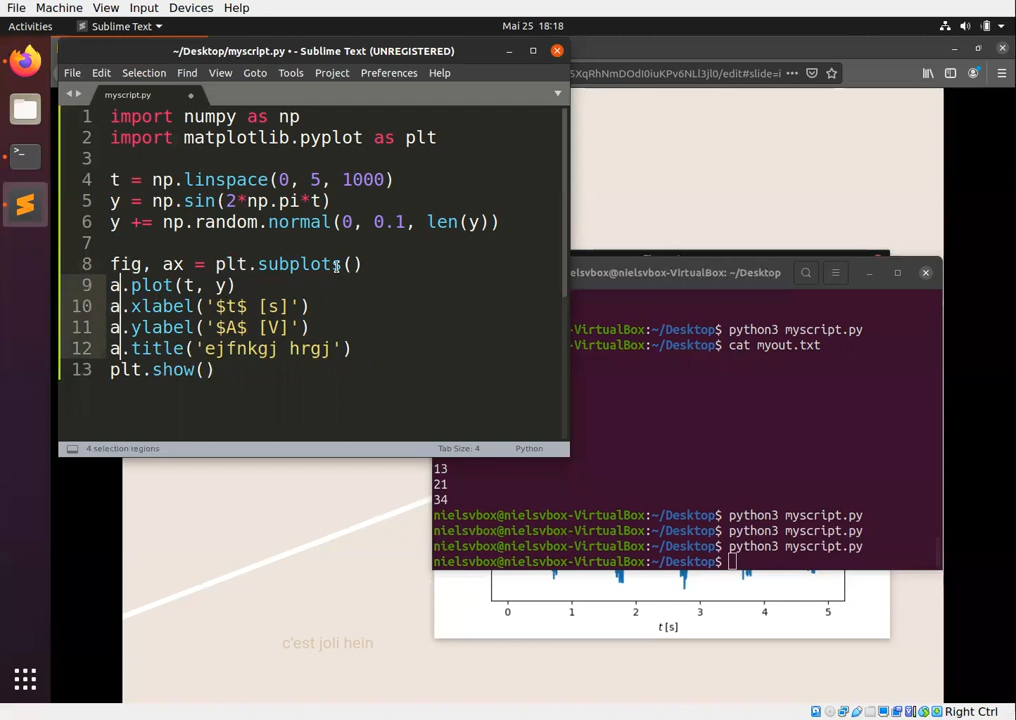 File Machine View Input Devices Help
Activities Sublime Text Mai 25 18:18
~/Desktop/myscript.py • - Sublime Text (UNREGISTERED)
5XqRhNmDOdI0iuKPv6NLl3jl0/edit#slide=i
File Edit Selection Find View Goto Tools Project Preferences Help
myscript.py
1 import numpy as np
2 import matplotlib.pyplot as plt
3
4 t = np.linspace(0, 5, 1000)
5 y = np.sin(2*np.pi*t)
6 y += np.random.normal(0, 0.1, len(y))
7
8 fig, ax = plt.subplots()
9 a.plot(t, y)
10 a.xlabel('$t$ [s]')
11 a.ylabel('$A$ [V]')
12 a.title('ejfnkgj hrgj')
13 plt.show()
4 selection regions Tab Size: 4 Python
nielsvbox@nielsvbox-VirtualBox: ~/Desktop
nielsvbox-VirtualBox:~/Desktop$ python3 myscript.py
nielsvbox-VirtualBox:~/Desktop$ cat myout.txt
13
21
34
nielsvbox@nielsvbox-VirtualBox:~/Desktop$ python3 myscript.py
nielsvbox@nielsvbox-VirtualBox:~/Desktop$ python3 myscript.py
nielsvbox@nielsvbox-VirtualBox:~/Desktop$ python3 myscript.py
nielsvbox@nielsvbox-VirtualBox:~/Desktop$
0 1 2 3 4 5
t [s]
c'est joli hein
Right Ctrl